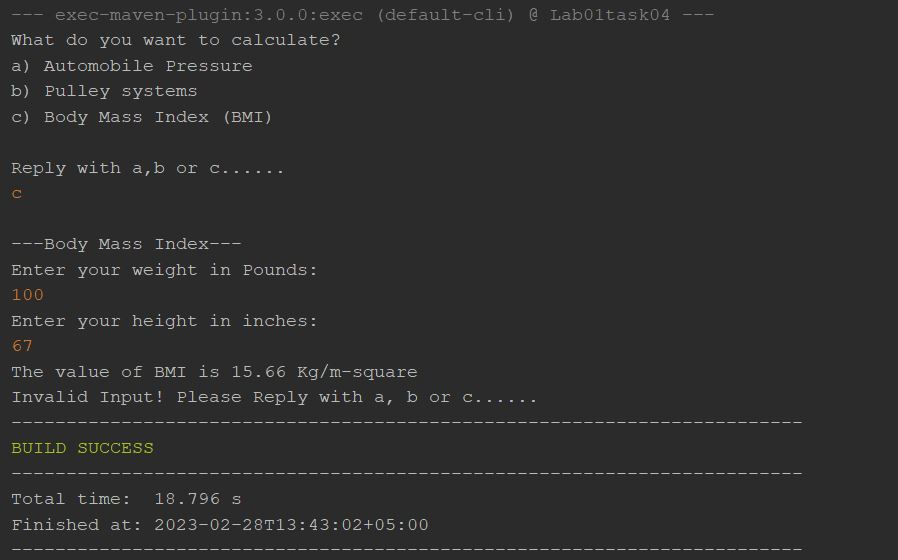 --- exec-maven-plugin:3.0.0:exec (default-cli) @ Lab01task04 ---
What do you want to calculate?
a) Automobile Pressure
b) Pulley systems
c) Body Mass Index (BMI)
Reply with a,b or c......
c
---Body Mass Index---
Enter your weight in Pounds:
100
Enter your height in inches:
67
The value of BMI is 15.66 Kg/m-square
Invalid Input! Please Reply with a, b or c......
------------------------------------------------------------------------
BUILD SUCCESS
------------------------------------------------------------------------
Total time:  18.796 s
Finished at: 2023-02-28T13:43:02+05:00
------------------------------------------------------------------------